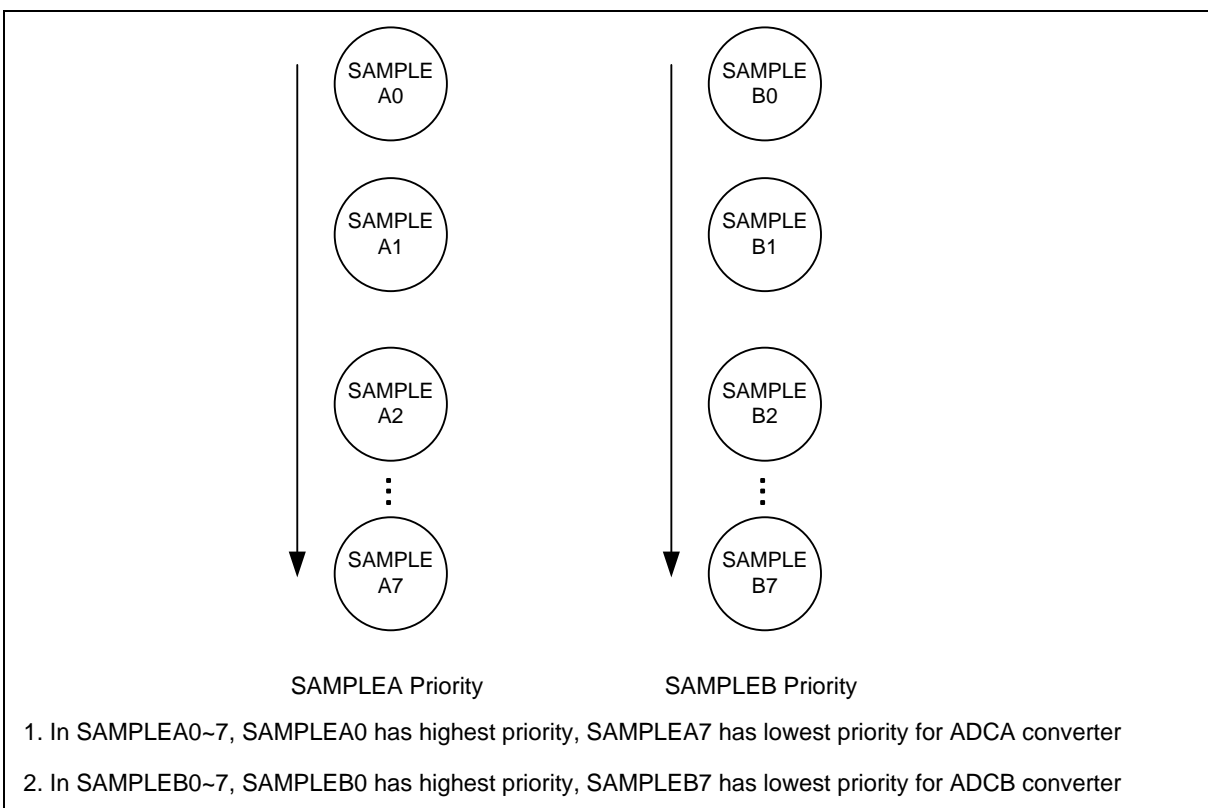 SAMPLE
A0
SAMPLE
B0
SAMPLE
A1
SAMPLE
B1
SAMPLE
A2
SAMPLE
B2
SAMPLE
A7
SAMPLE
B7
SAMPLEA Priority
SAMPLEB Priority
1. In SAMPLEA0~7, SAMPLEA0 has highest priority, SAMPLEA7 has lowest priority for ADCA converter
2. In SAMPLEB0~7, SAMPLEB0 has highest priority, SAMPLEB7 has lowest priority for ADCB converter